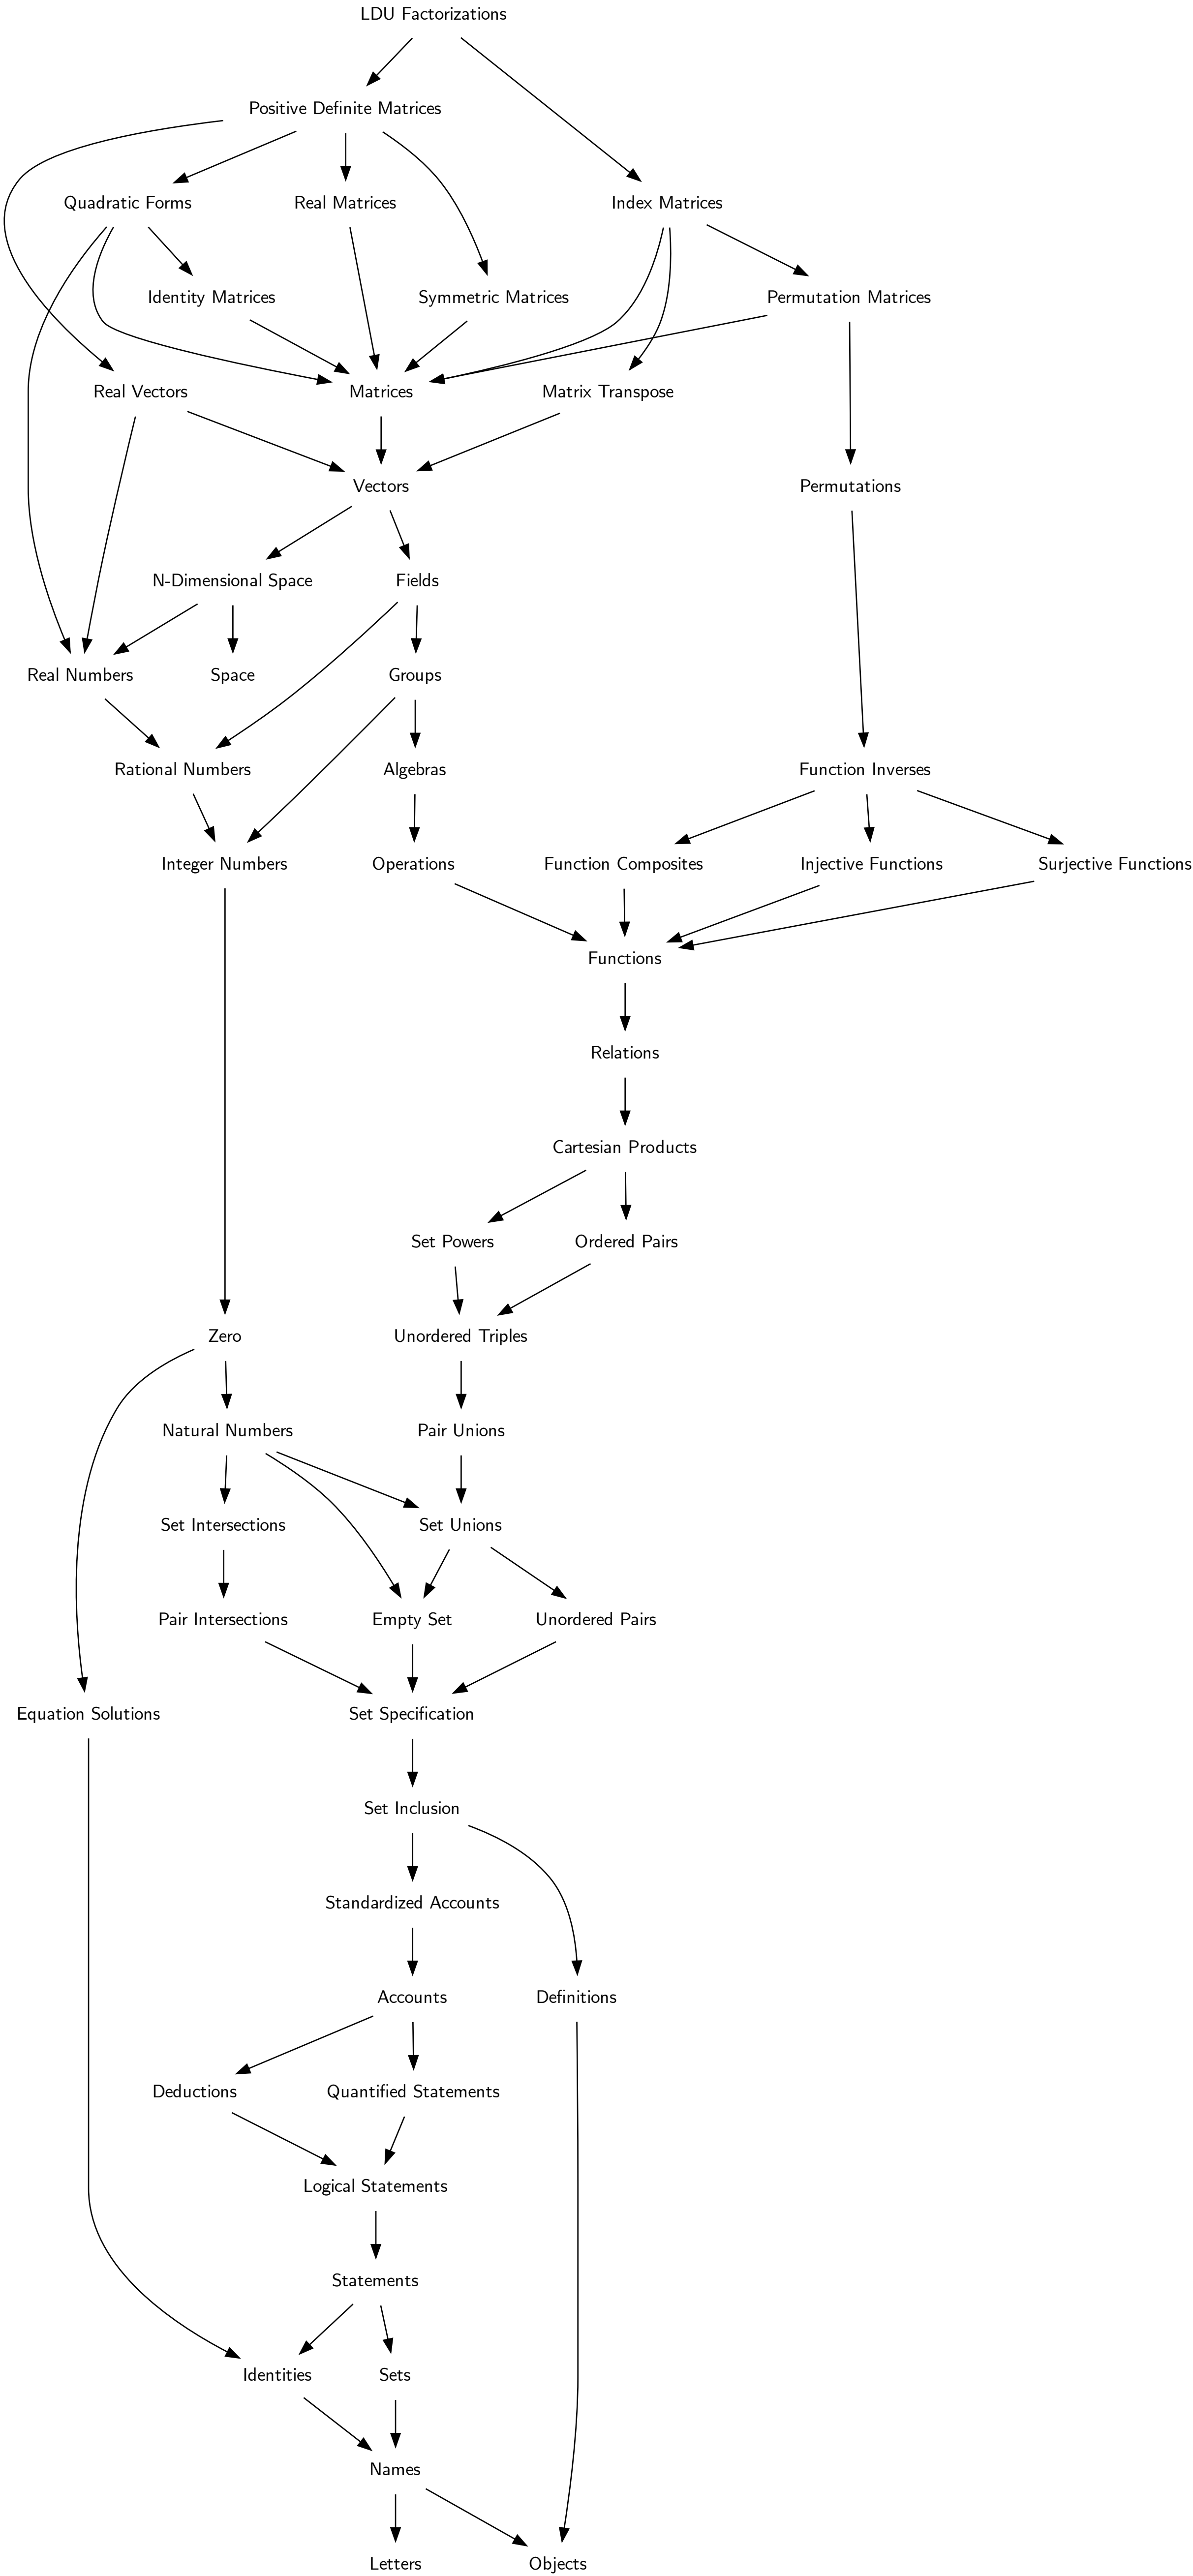 LDU Factorizations
Positive Definite Matrices
Quadratic Forms
Real Matrices
Index Matrices
Identity Matrices
Symmetric Matrices
Permutation Matrices
Real Vectors
Matrices
Matrix Transpose
Vectors
Permutations
N-Dimensional Space
Fields
Real Numbers
Space
Groups
Rational Numbers
Algebras
Function Inverses
Integer Numbers
Operations
Function Composites
Injective Functions
Surjective Functions
Functions
Relations
Cartesian Products
Set Powers
Ordered Pairs
Zero
Unordered Triples
Natural Numbers
Pair Unions
Set Intersections
Set Unions
Pair Intersections
Empty Set
Unordered Pairs
Equation Solutions
Set Specification
Set Inclusion
Standardized Accounts
Accounts
Definitions
Deductions
Quantified Statements
Logical Statements
Statements
Identities
Sets
Names
Letters
Objects